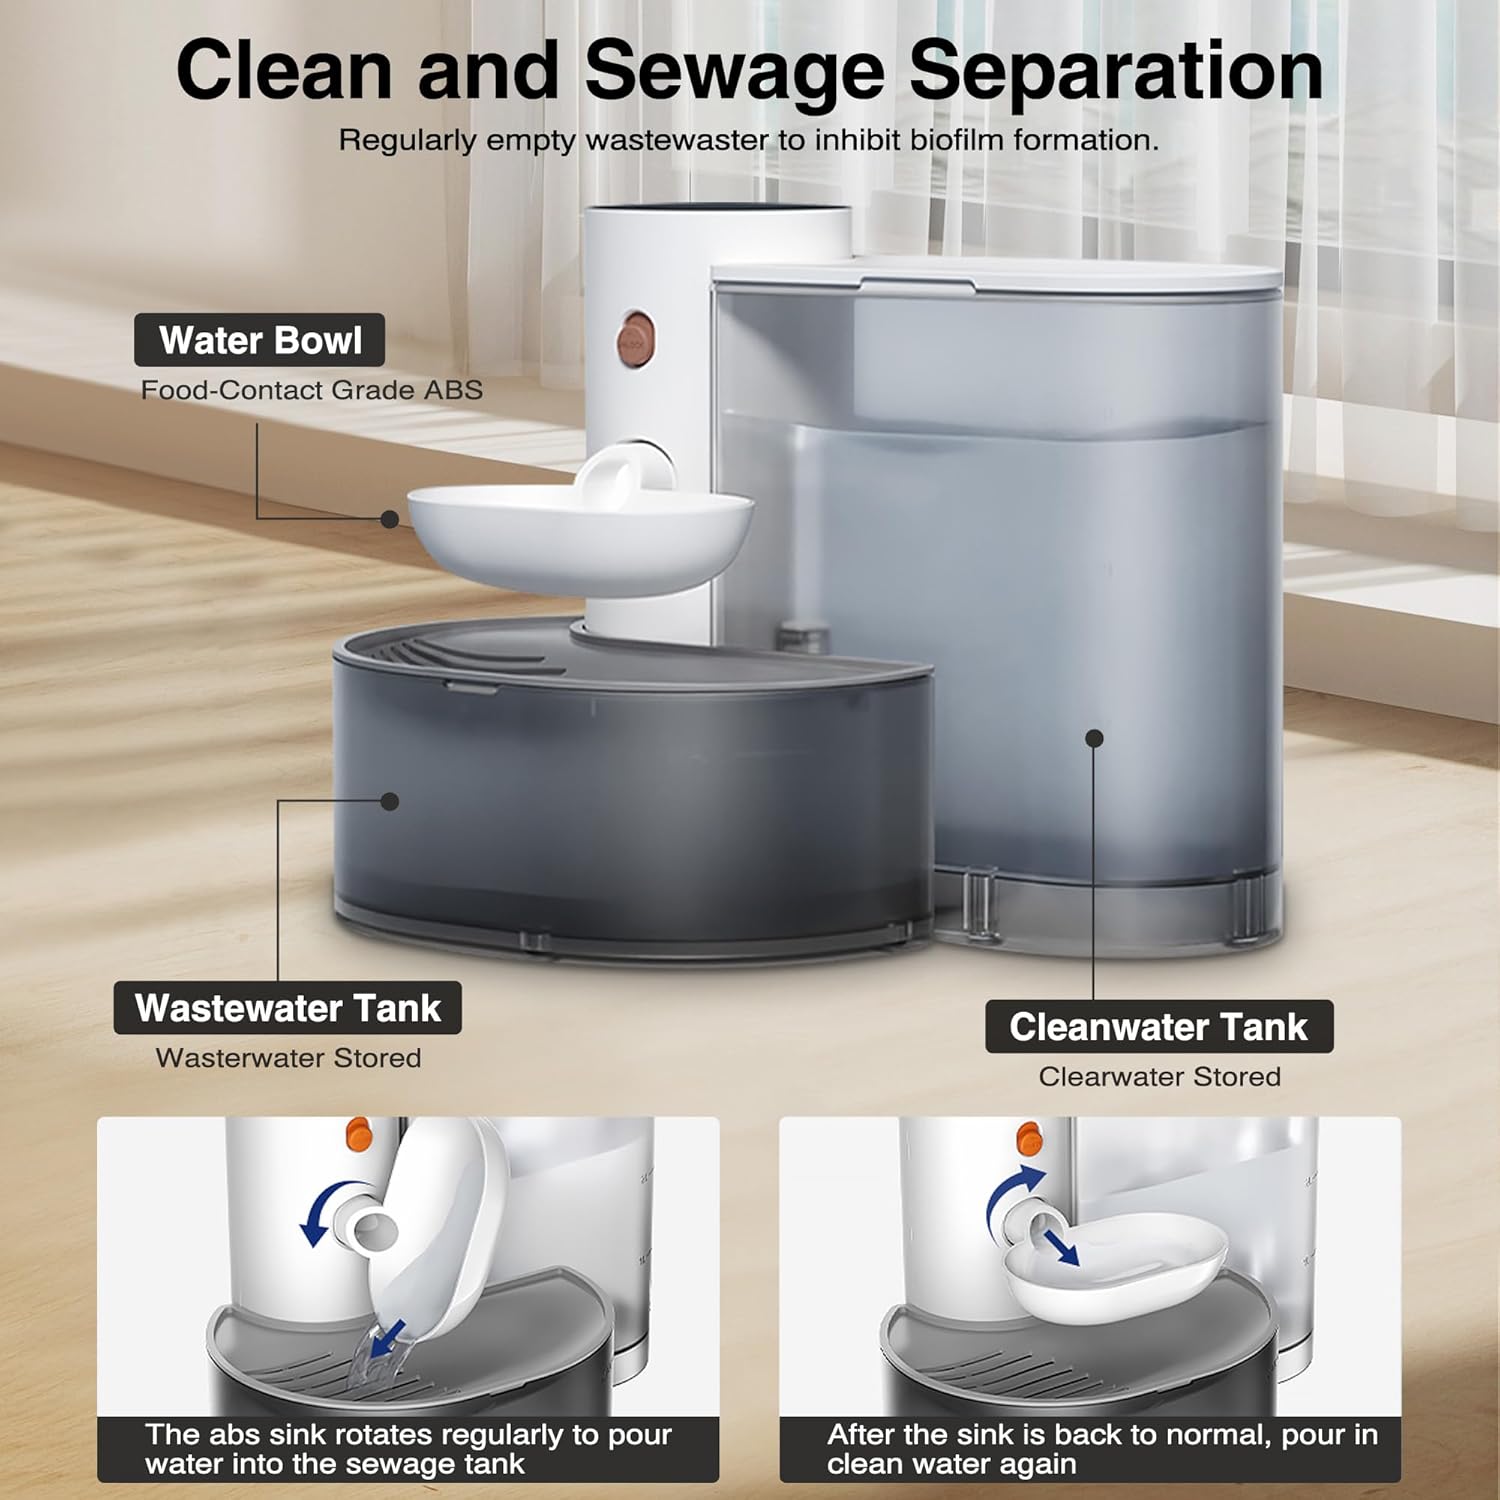 Clean and Sewage Separation
Regularly empty wastewaster to inhibit biofilm formation.
Water Bowl
Food-Contact Grade ABS
Wastewater Tank
Wasterwater Stored
Cleanwater Tank
Clearwater Stored
The abs sink rotates regularly to pour
water into the sewage tank
After the sink is back to normal, pour in
clean water again